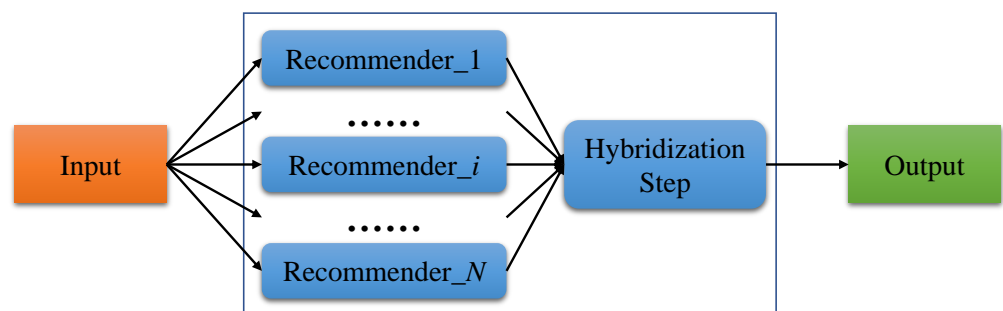 Recommender_1
......
Input
Recommender_i
Hybridization
Step
Output
......
Recommender_N